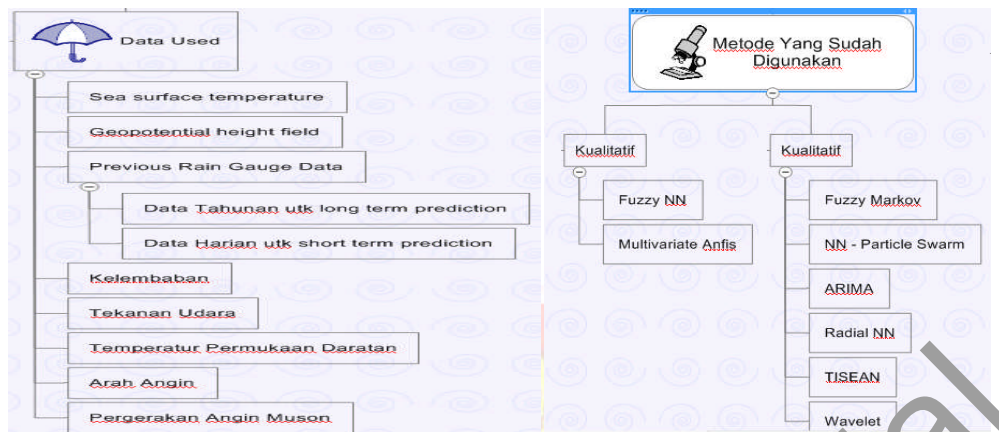 Data Used
Sea surface temperature
Geopotential height field
Previous Rain Gauge Data
Data Tahunan utk long term prediction
Data Harian utk short term prediction
Kelembaban
Tekanan Udara
Temperatur Permukaan Daratan
Arah Angin
Pergerakan Angin Muson
Metode Yang Sudah
Digunakan
Kualitatif
Fuzzy NN
Multivariate Anfis
Kualitatif
Fuzzy Markov
NN - Particle Swarm
ARIMA
Radial NN
TISEAN
Wavelet